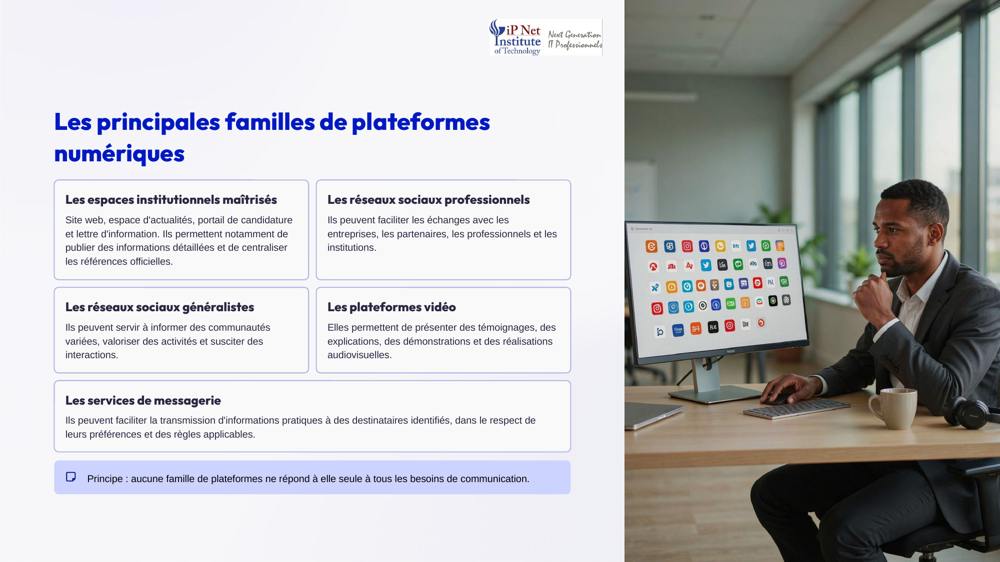 iP Net
Institute
of Technology
Next Generation
IT Professionnels
Les principales familles de plateformes
numériques
Les espaces institutionnels maîtrisés
Site web, espace d'actualités, portail de candidature
et lettre d'information. Ils permettent notamment de
publier des informations détaillées et de centraliser
les références officielles.
Les réseaux sociaux professionnels
Ils peuvent faciliter les échanges avec les
entreprises, les partenaires, les professionnels et les
institutions.
Les réseaux sociaux généralistes
Ils peuvent servir à informer des communautés
variées, valoriser des activités et susciter des
interactions.
Les plateformes vidéo
Elles permettent de présenter des témoignages, des
explications, des démonstrations et des réalisations
audiovisuelles.
Les services de messagerie
Ils peuvent faciliter la transmission d'informations pratiques à des destinataires identifiés, dans le respect de
leurs préférences et des règles applicables.
Principe : aucune famille de plateformes ne répond à elle seule à tous les besoins de communication.